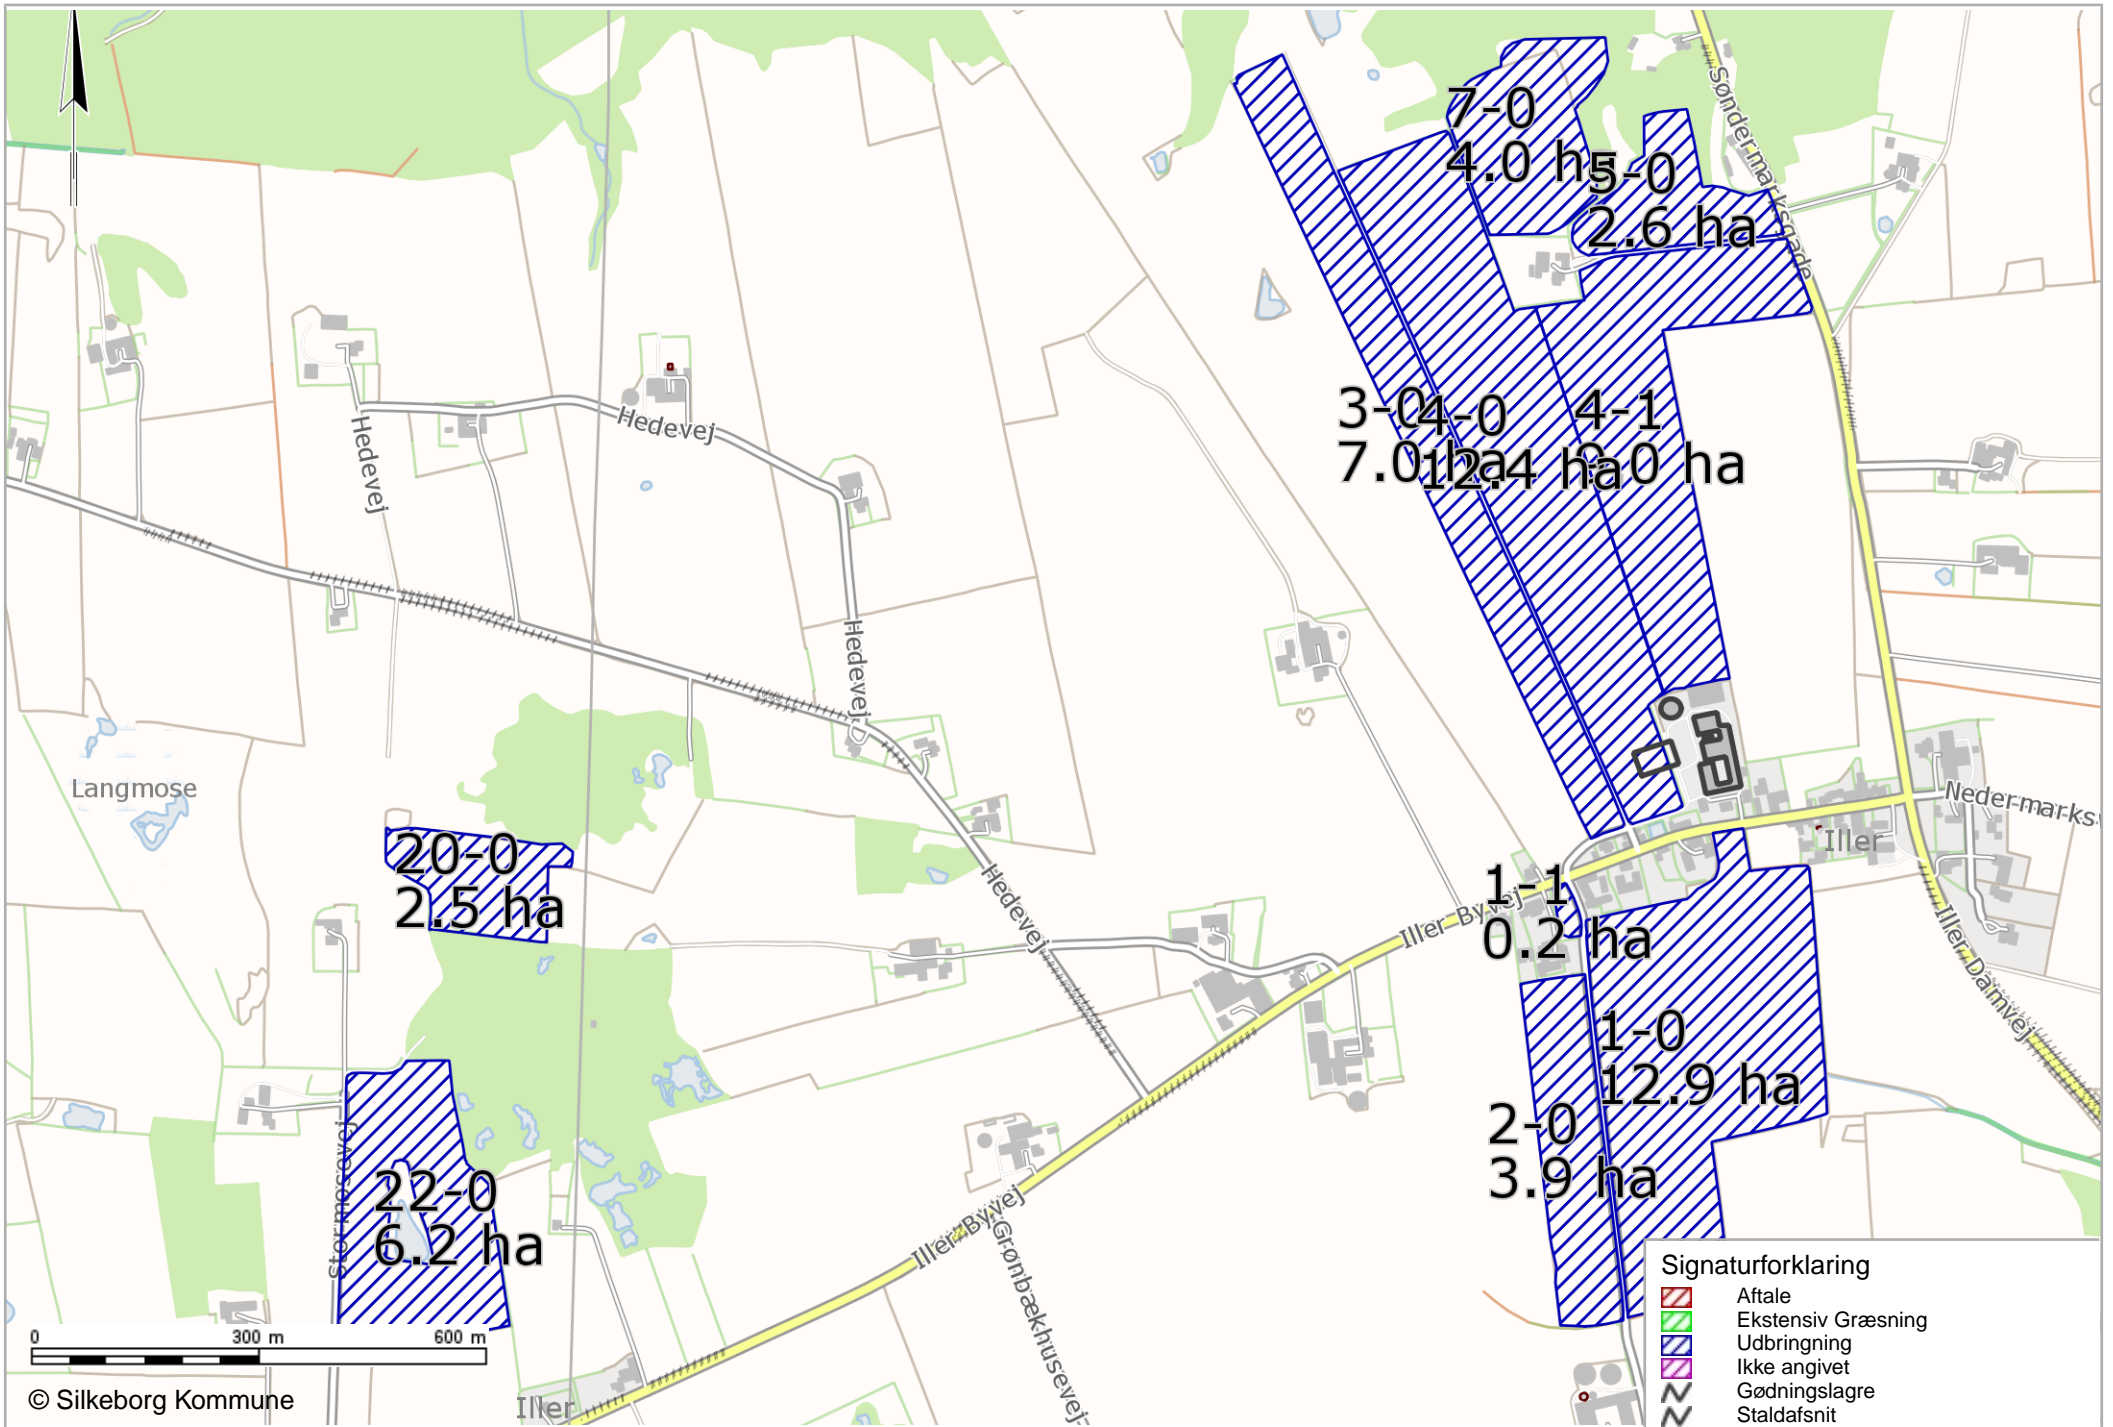 Søndermarksgade
7-0
4.0 ha
5-0
2.6 ha
Hedevej
Hedevej
3-0
7.0 ha
4-0
12.4 ha
4-1
0 ha
Hedevej
Langmose
Nedermarks
Iller
20-0
2.5 ha
Hedevej
1-1
0.2 ha
Iller Byvej
Iller Damvej
1-0
12.9 ha
2-0
3.9 ha
Stormosevej
22-0
6.2 ha
Iller Byvej
Grønbækhusevej
0 300 m 600 m
© Silkeborg Kommune
Iller
Signaturforklaring
Aftale
Ekstensiv Græsning
Udbringning
Ikke angivet
Gødningslagre
Staldafsnit